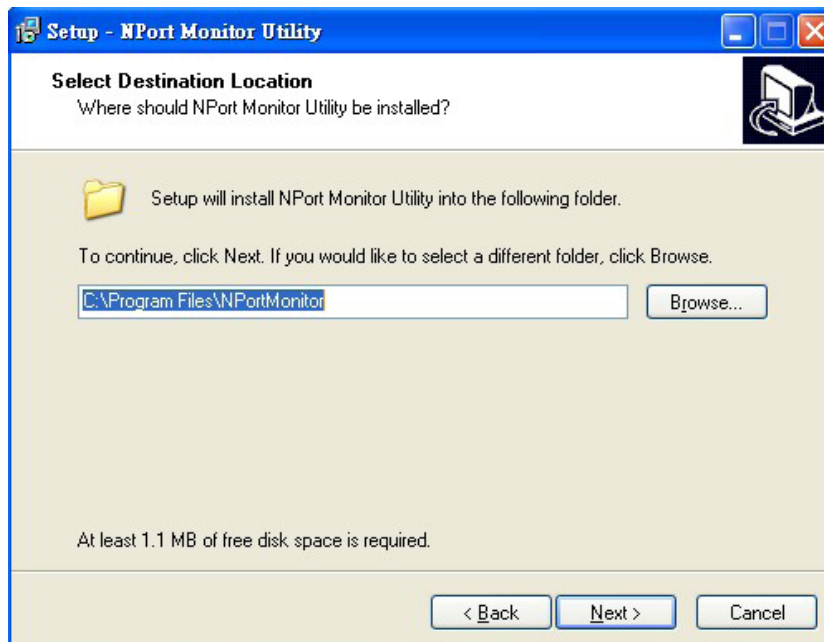 Setup - NPort Monitor Utility
Select Destination Location
Where should NPort Monitor Utility be installed?
Setup will install NPort Monitor Utility into the following folder.
To continue, click Next. If you would like to select a different folder, click Browse.
C:\Program Files\NPortMonitor
Browse...
At least 1.1 MB of free disk space is required.
< Back
Next >
Cancel